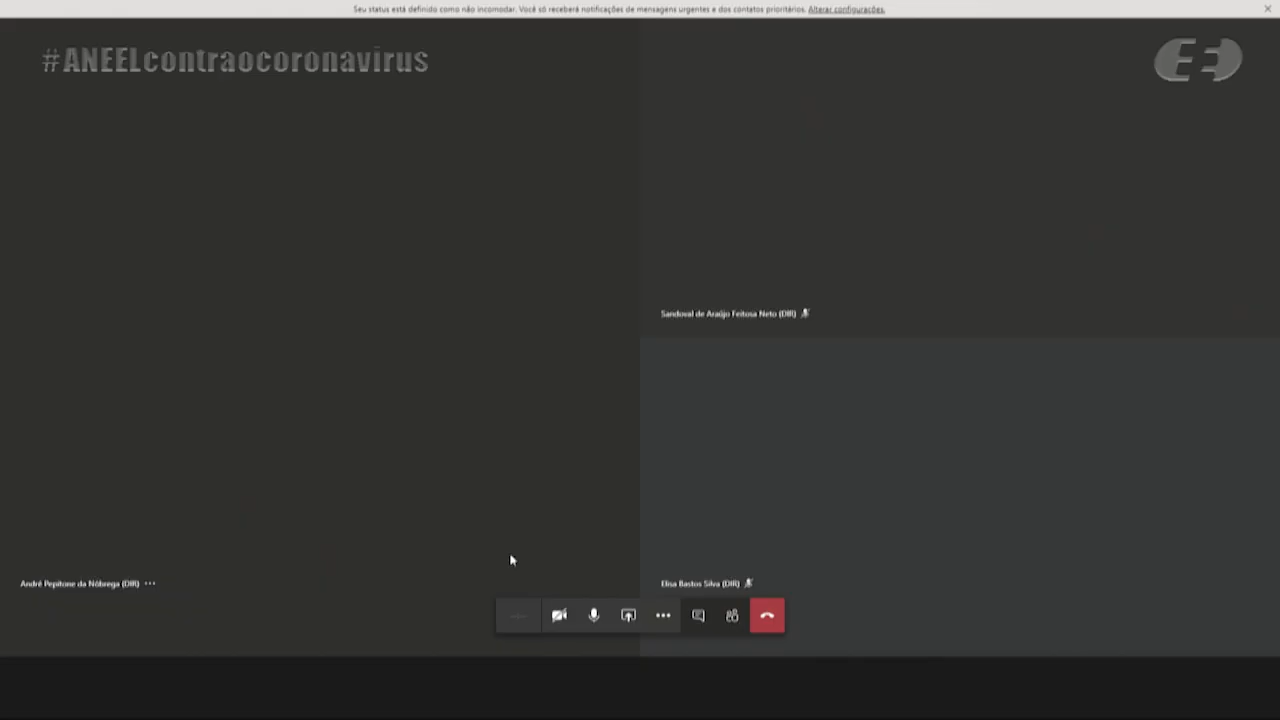 Seu status está definido como não incomodar. Você só receberá notificações de mensagens urgentes e dos contatos prioritários. Alterar configurações.
#ANEELcontraocoronavirus
Sandoval de Araújo Feitosa Neto (DIR)
André Pepitone da Nóbrega (DIR)
Elisa Bastos Silva (DIR)